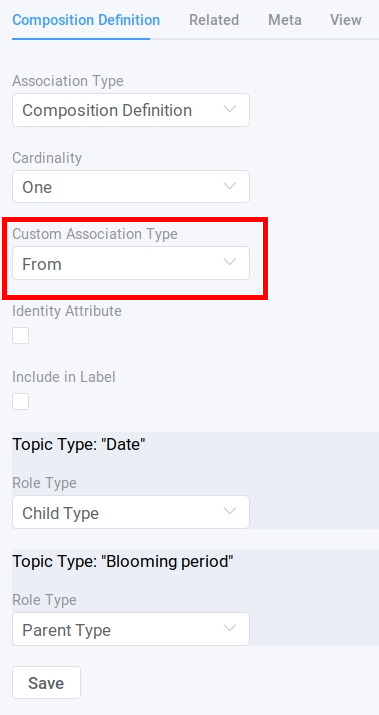 Composition Definition Related Meta View
Association Type
Composition Definition
Cardinality
One
Custom Association Type
From
Identity Attribute
Include in Label
Topic Type: "Date"
Role Type
Child Type
Topic Type: "Blooming period"
Role Type
Parent Type
Save